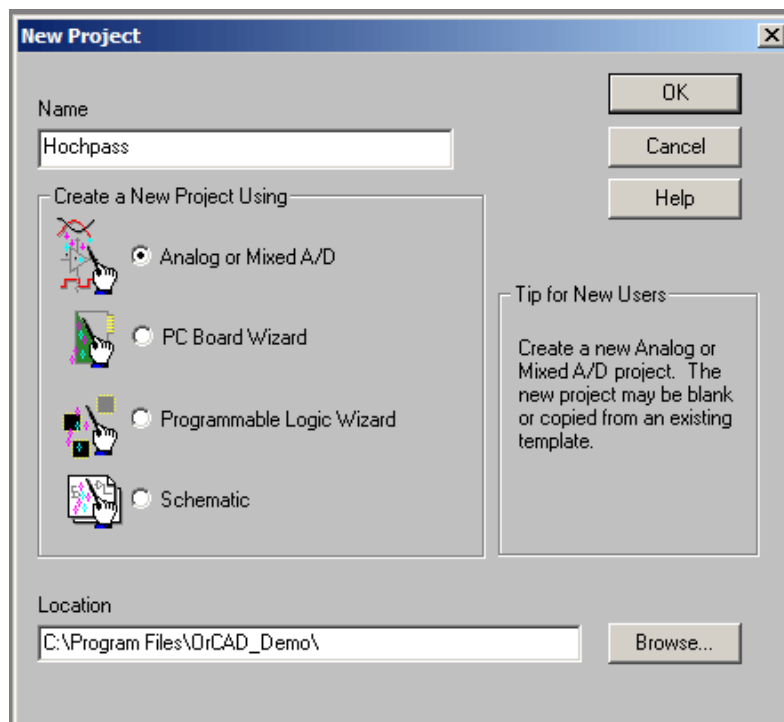 New Project
Name
Hochpass
OK
Cancel
Help
Create a New Project Using
Analog or Mixed A/D
PC Board Wizard
Programmable Logic Wizard
Schematic
Tip for New Users
Create a new Analog or
Mixed A/D project. The
new project may be blank
or copied from an existing
template.
Location
C:\Program Files\OrCAD_Demo\
Browse...